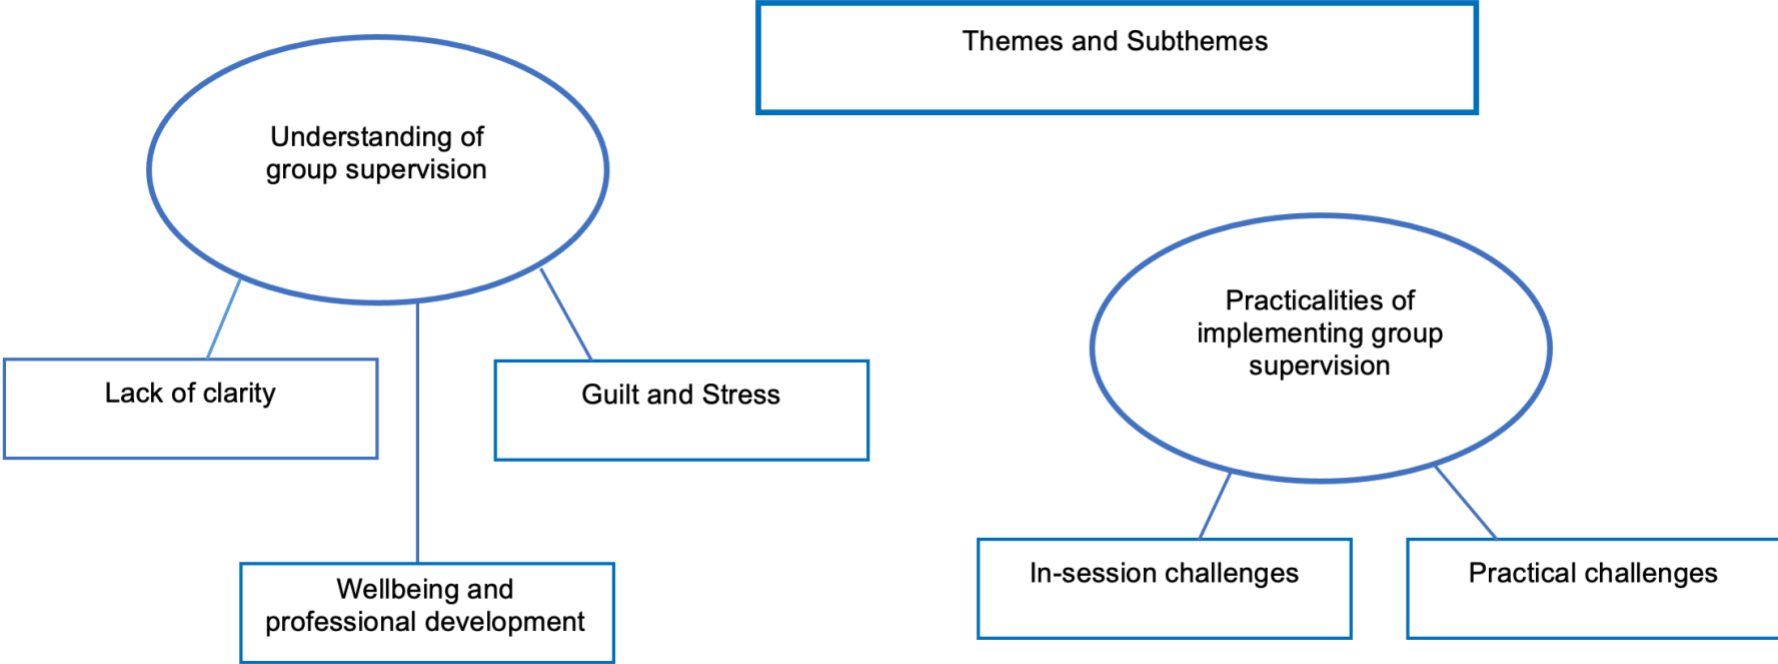 Themes and Subthemes
Understanding of
group supervision
Lack of clarity
Guilt and Stress
Wellbeing and
professional development
Practicalities of
implementing group
supervision
In-session challenges
Practical challenges